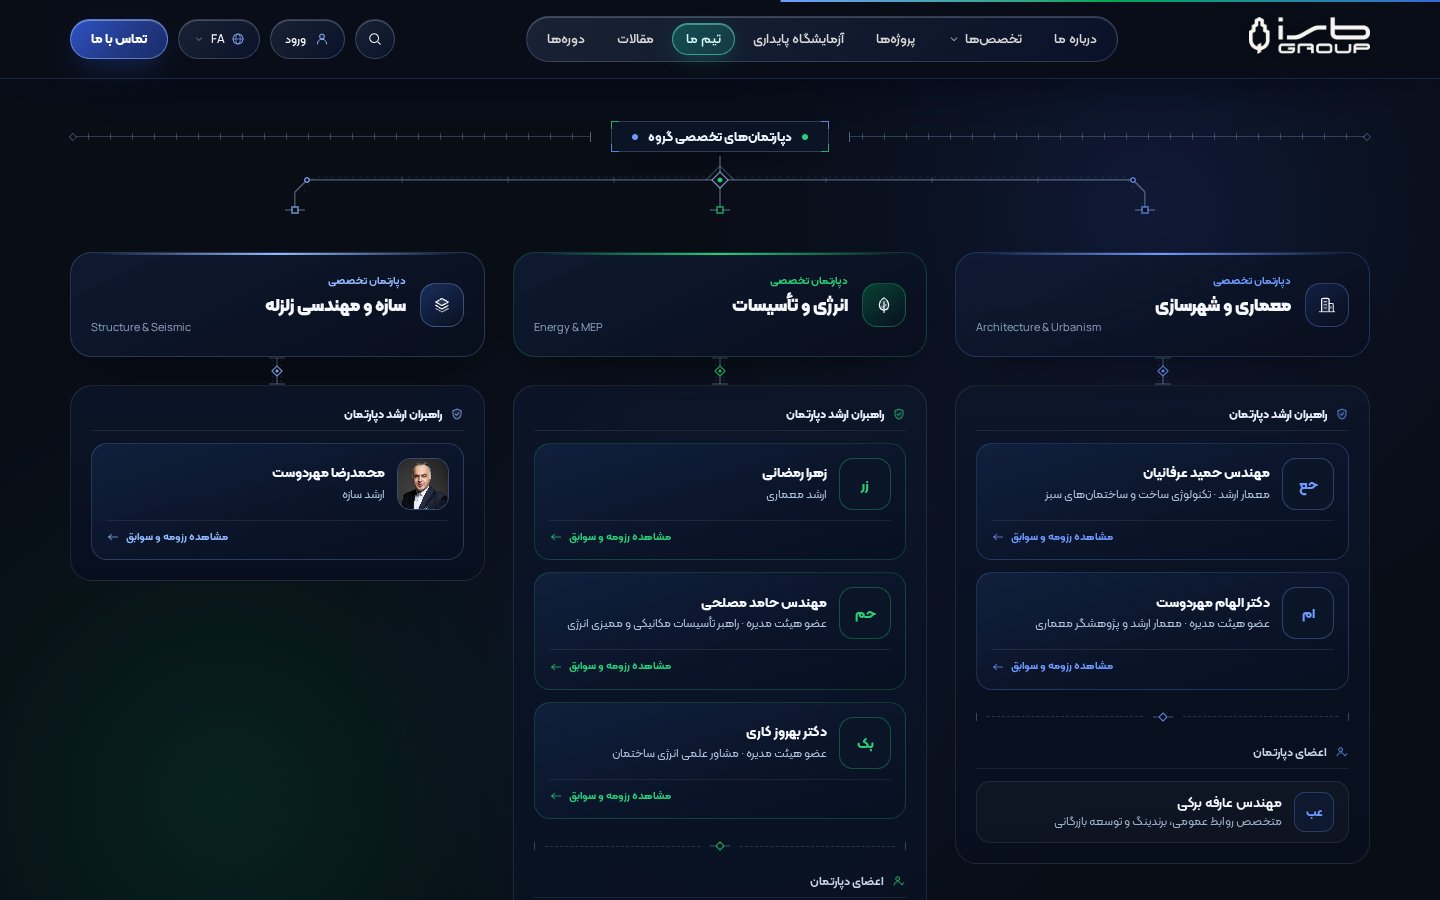 isb
GROUP
درباره ما
تخصص‌ها
پروژه‌ها
آزمایشگاه پایداری
تیم ما
مقالات
دوره‌ها
ورود
FA
تماس با ما
دپارتمان‌های تخصصی گروه
دپارتمان تخصصی
معماری و شهرسازی
Architecture & Urbanism
راهبران ارشد دپارتمان
حع
مهندس حمید عرفانیان
معمار ارشد · تکنولوژی ساخت و ساختمان‌های سبز
مشاهده رزومه و سوابق
ام
دکتر الهام مهردوست
عضو هیئت مدیره · معمار ارشد و پژوهشگر معماری
مشاهده رزومه و سوابق
اعضای دپارتمان
عب
مهندس عارفه برکی
متخصص روابط عمومی، برندینگ و توسعه بازرگانی
دپارتمان تخصصی
انرژی و تأسیسات
Energy & MEP
راهبران ارشد دپارتمان
زر
زهرا رمضانی
ارشد معماری
مشاهده رزومه و سوابق
حم
مهندس حامد مصلحی
عضو هیئت مدیره · راهبر تأسیسات مکانیکی و ممیزی انرژی
مشاهده رزومه و سوابق
بک
دکتر بهروز کاری
عضو هیئت مدیره · مشاور علمی انرژی ساختمان
مشاهده رزومه و سوابق
اعضای دپارتمان
دپارتمان تخصصی
سازه و مهندسی زلزله
Structure & Seismic
راهبران ارشد دپارتمان
محمدرضا مهردوست
ارشد سازه
مشاهده رزومه و سوابق